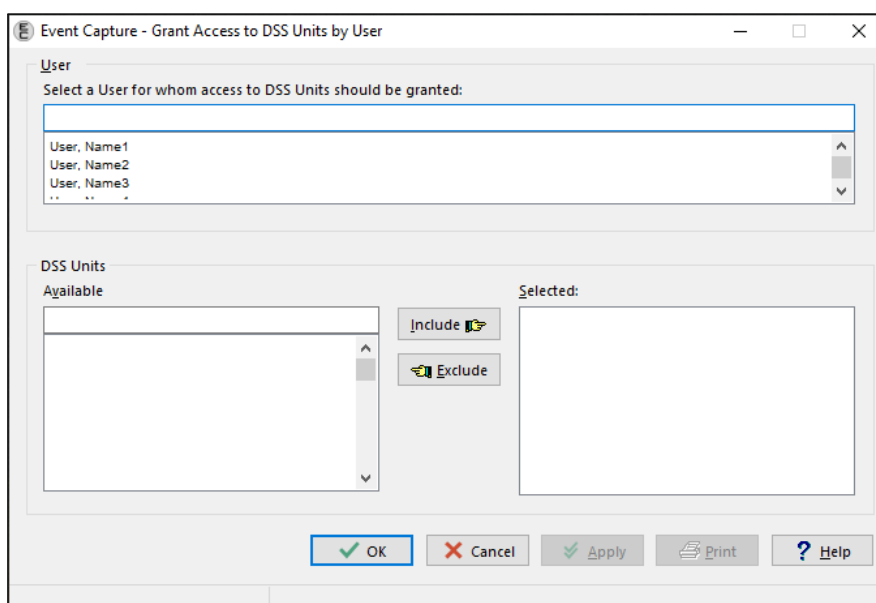 Event Capture - Grant Access to DSS Units by User
User
Select a User for whom access to DSS Units should be granted:
User, Name1
User, Name2
User, Name3
DSS Units
Available
Selected:
Include
Exclude
OK
Cancel
Apply
Print
? Help